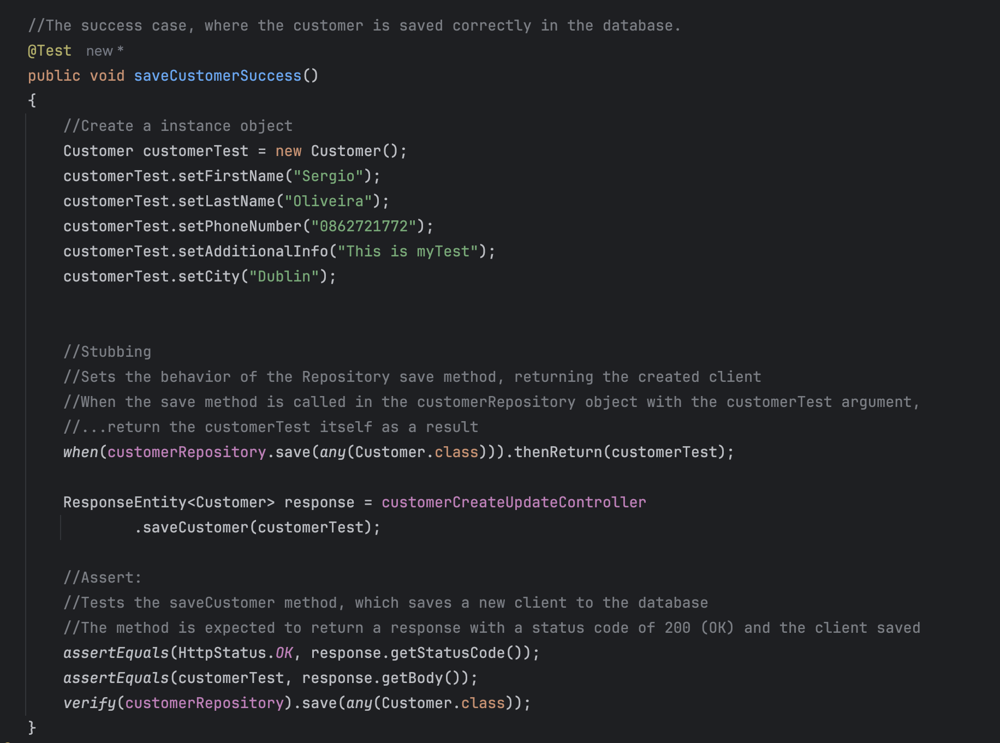 //The success case, where the customer is saved correctly in the database.
@Test new *
public void saveCustomerSuccess()
{
    //Create a instance object
    Customer customerTest = new Customer();
    customerTest.setFirstName("Sergio");
    customerTest.setLastName("Oliveira");
    customerTest.setPhoneNumber("0862721772");
    customerTest.setAdditionalInfo("This is myTest");
    customerTest.setCity("Dublin");
    //Stubbing
    //Sets the behavior of the Repository save method, returning the created client
    //When the save method is called in the customerRepository object with the customerTest argument,
    //...return the customerTest itself as a result
    when(customerRepository.save(any(Customer.class))).thenReturn(customerTest);
    ResponseEntity<Customer> response = customerCreateUpdateController
            .saveCustomer(customerTest);
    //Assert:
    //Tests the saveCustomer method, which saves a new client to the database
    //The method is expected to return a response with a status code of 200 (OK) and the client saved
    assertEquals(HttpStatus.OK, response.getStatusCode());
    assertEquals(customerTest, response.getBody());
    verify(customerRepository).save(any(Customer.class));
}